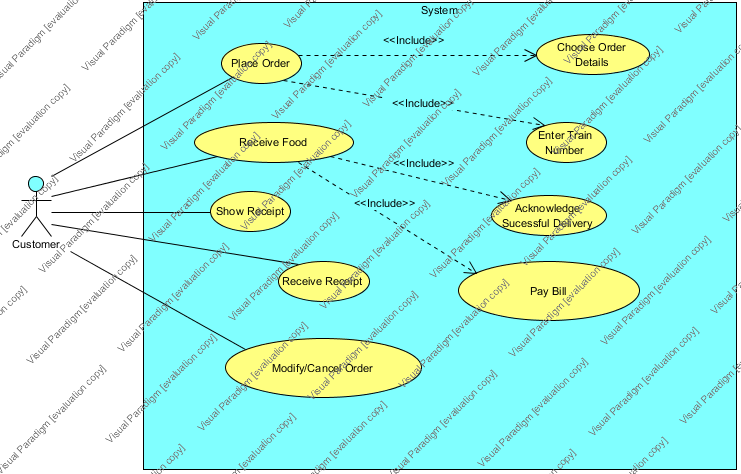 System
Place Order
<<Include>>
Choose Order
Details
<<Include>>
Enter Train
Number
Receive Food
<<Include>>
Acknowledge
Sucessful Delivery
<<Include>>
Show Receipt
Customer
Receive Receipt
Pay Bill
Modify/Cancel Order
Visual Paradigm [evaluation copy]